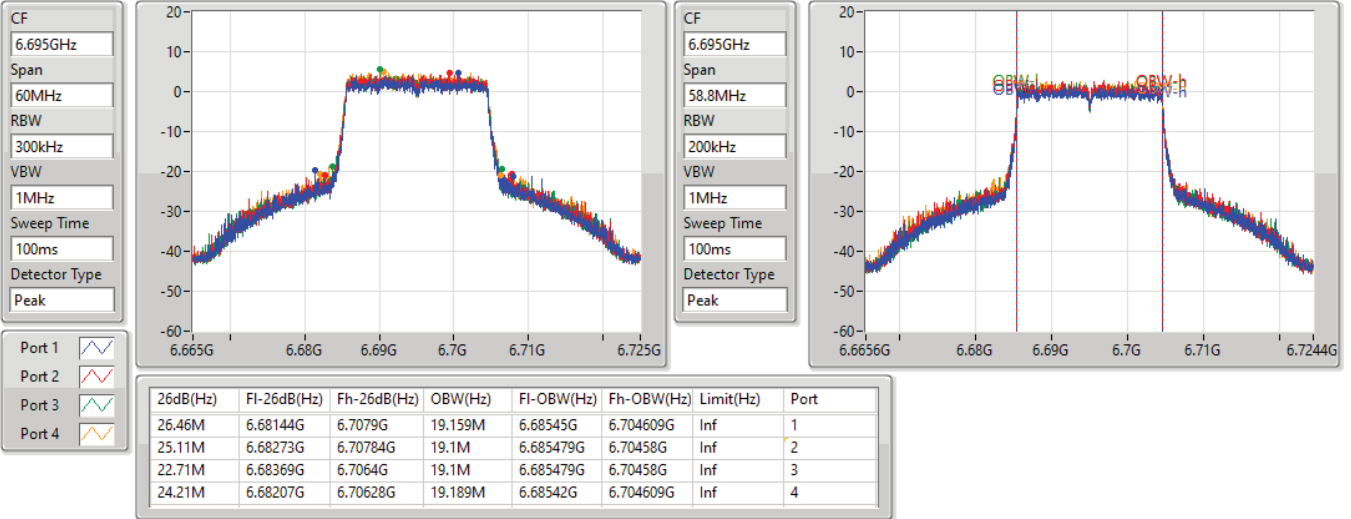 CF
6.695GHz
Span
60MHz
RBW
300kHz
VBW
1MHz
Sweep Time
100ms
Detector Type
Peak
20
10
0
-10
-20
-30
-40
-50
-60
6.665G 6.68G 6.69G 6.7G 6.71G 6.725G
CF
6.695GHz
Span
58.8MHz
RBW
200kHz
VBW
1MHz
Sweep Time
100ms
Detector Type
Peak
20
10
0
-10
-20
-30
-40
-50
-60
OBW-l OBW-h
6.6656G 6.68G 6.69G 6.7G 6.71G 6.7244G
Port 1
Port 2
Port 3
Port 4
26dB(Hz) Fl-26dB(Hz) Fh-26dB(Hz) OBW(Hz) Fl-OBW(Hz) Fh-OBW(Hz) Limit(Hz) Port
26.46M 6.68144G 6.7079G 19.159M 6.68545G 6.704609G Inf 1
25.11M 6.68273G 6.70784G 19.1M 6.685479G 6.70458G Inf 2
22.71M 6.68369G 6.7064G 19.1M 6.685479G 6.70458G Inf 3
24.21M 6.68207G 6.70628G 19.189M 6.68542G 6.704609G Inf 4